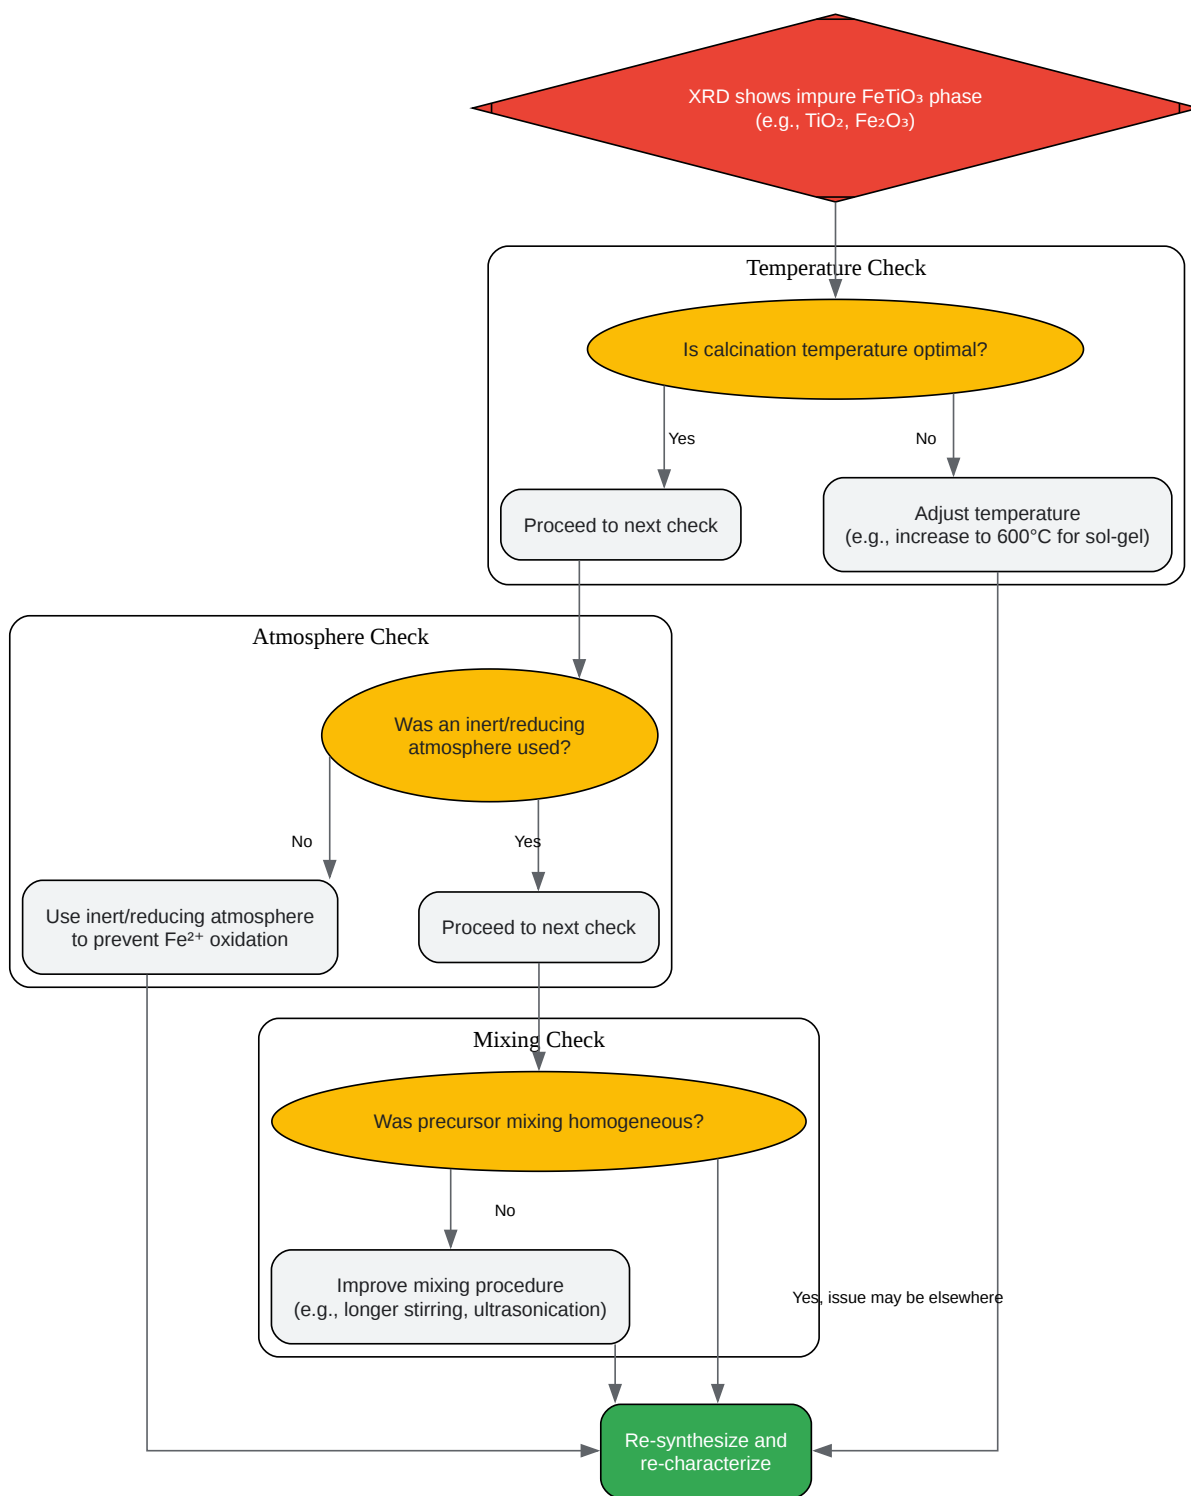 XRD shows impure FeTiO₃ phase
(e.g., TiO₂, Fe₂O₃)
Temperature Check
Is calcination temperature optimal?
Yes
No
Proceed to next check
Adjust temperature
(e.g., increase to 600°C for sol-gel)
Atmosphere Check
Was an inert/reducing
atmosphere used?
No
Yes
Use inert/reducing atmosphere
to prevent Fe²⁺ oxidation
Proceed to next check
Mixing Check
Was precursor mixing homogeneous?
No
Improve mixing procedure
(e.g., longer stirring, ultrasonication)
Yes, issue may be elsewhere
Re-synthesize and
re-characterize